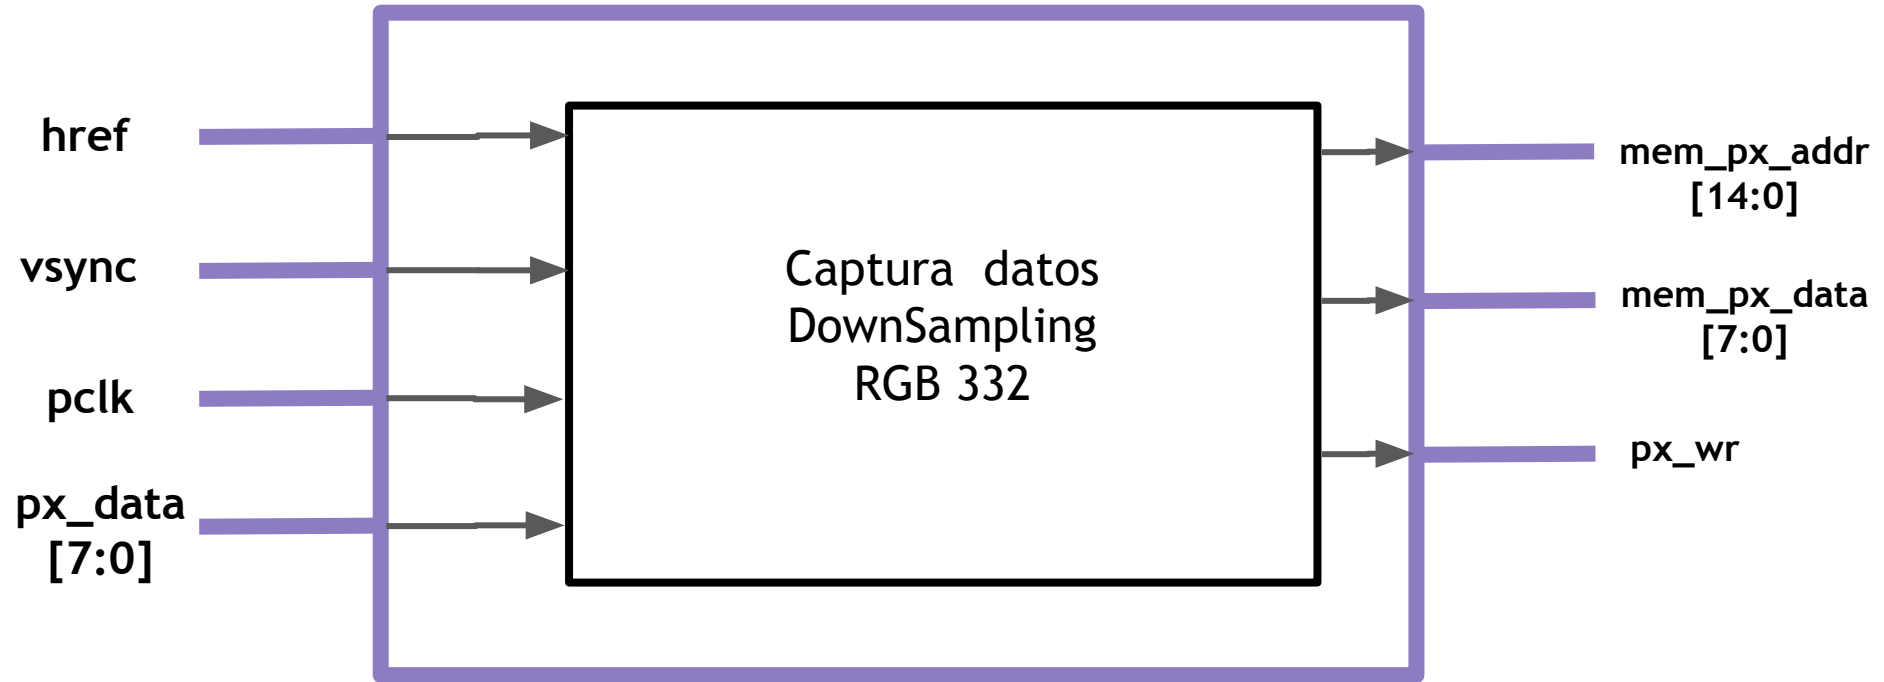 href
vsync
pclk
px_data
[7:0]
Captura datos
DownSampling
RGB 332
mem_px_addr
[14:0]
mem_px_data
[7:0]
px_wr